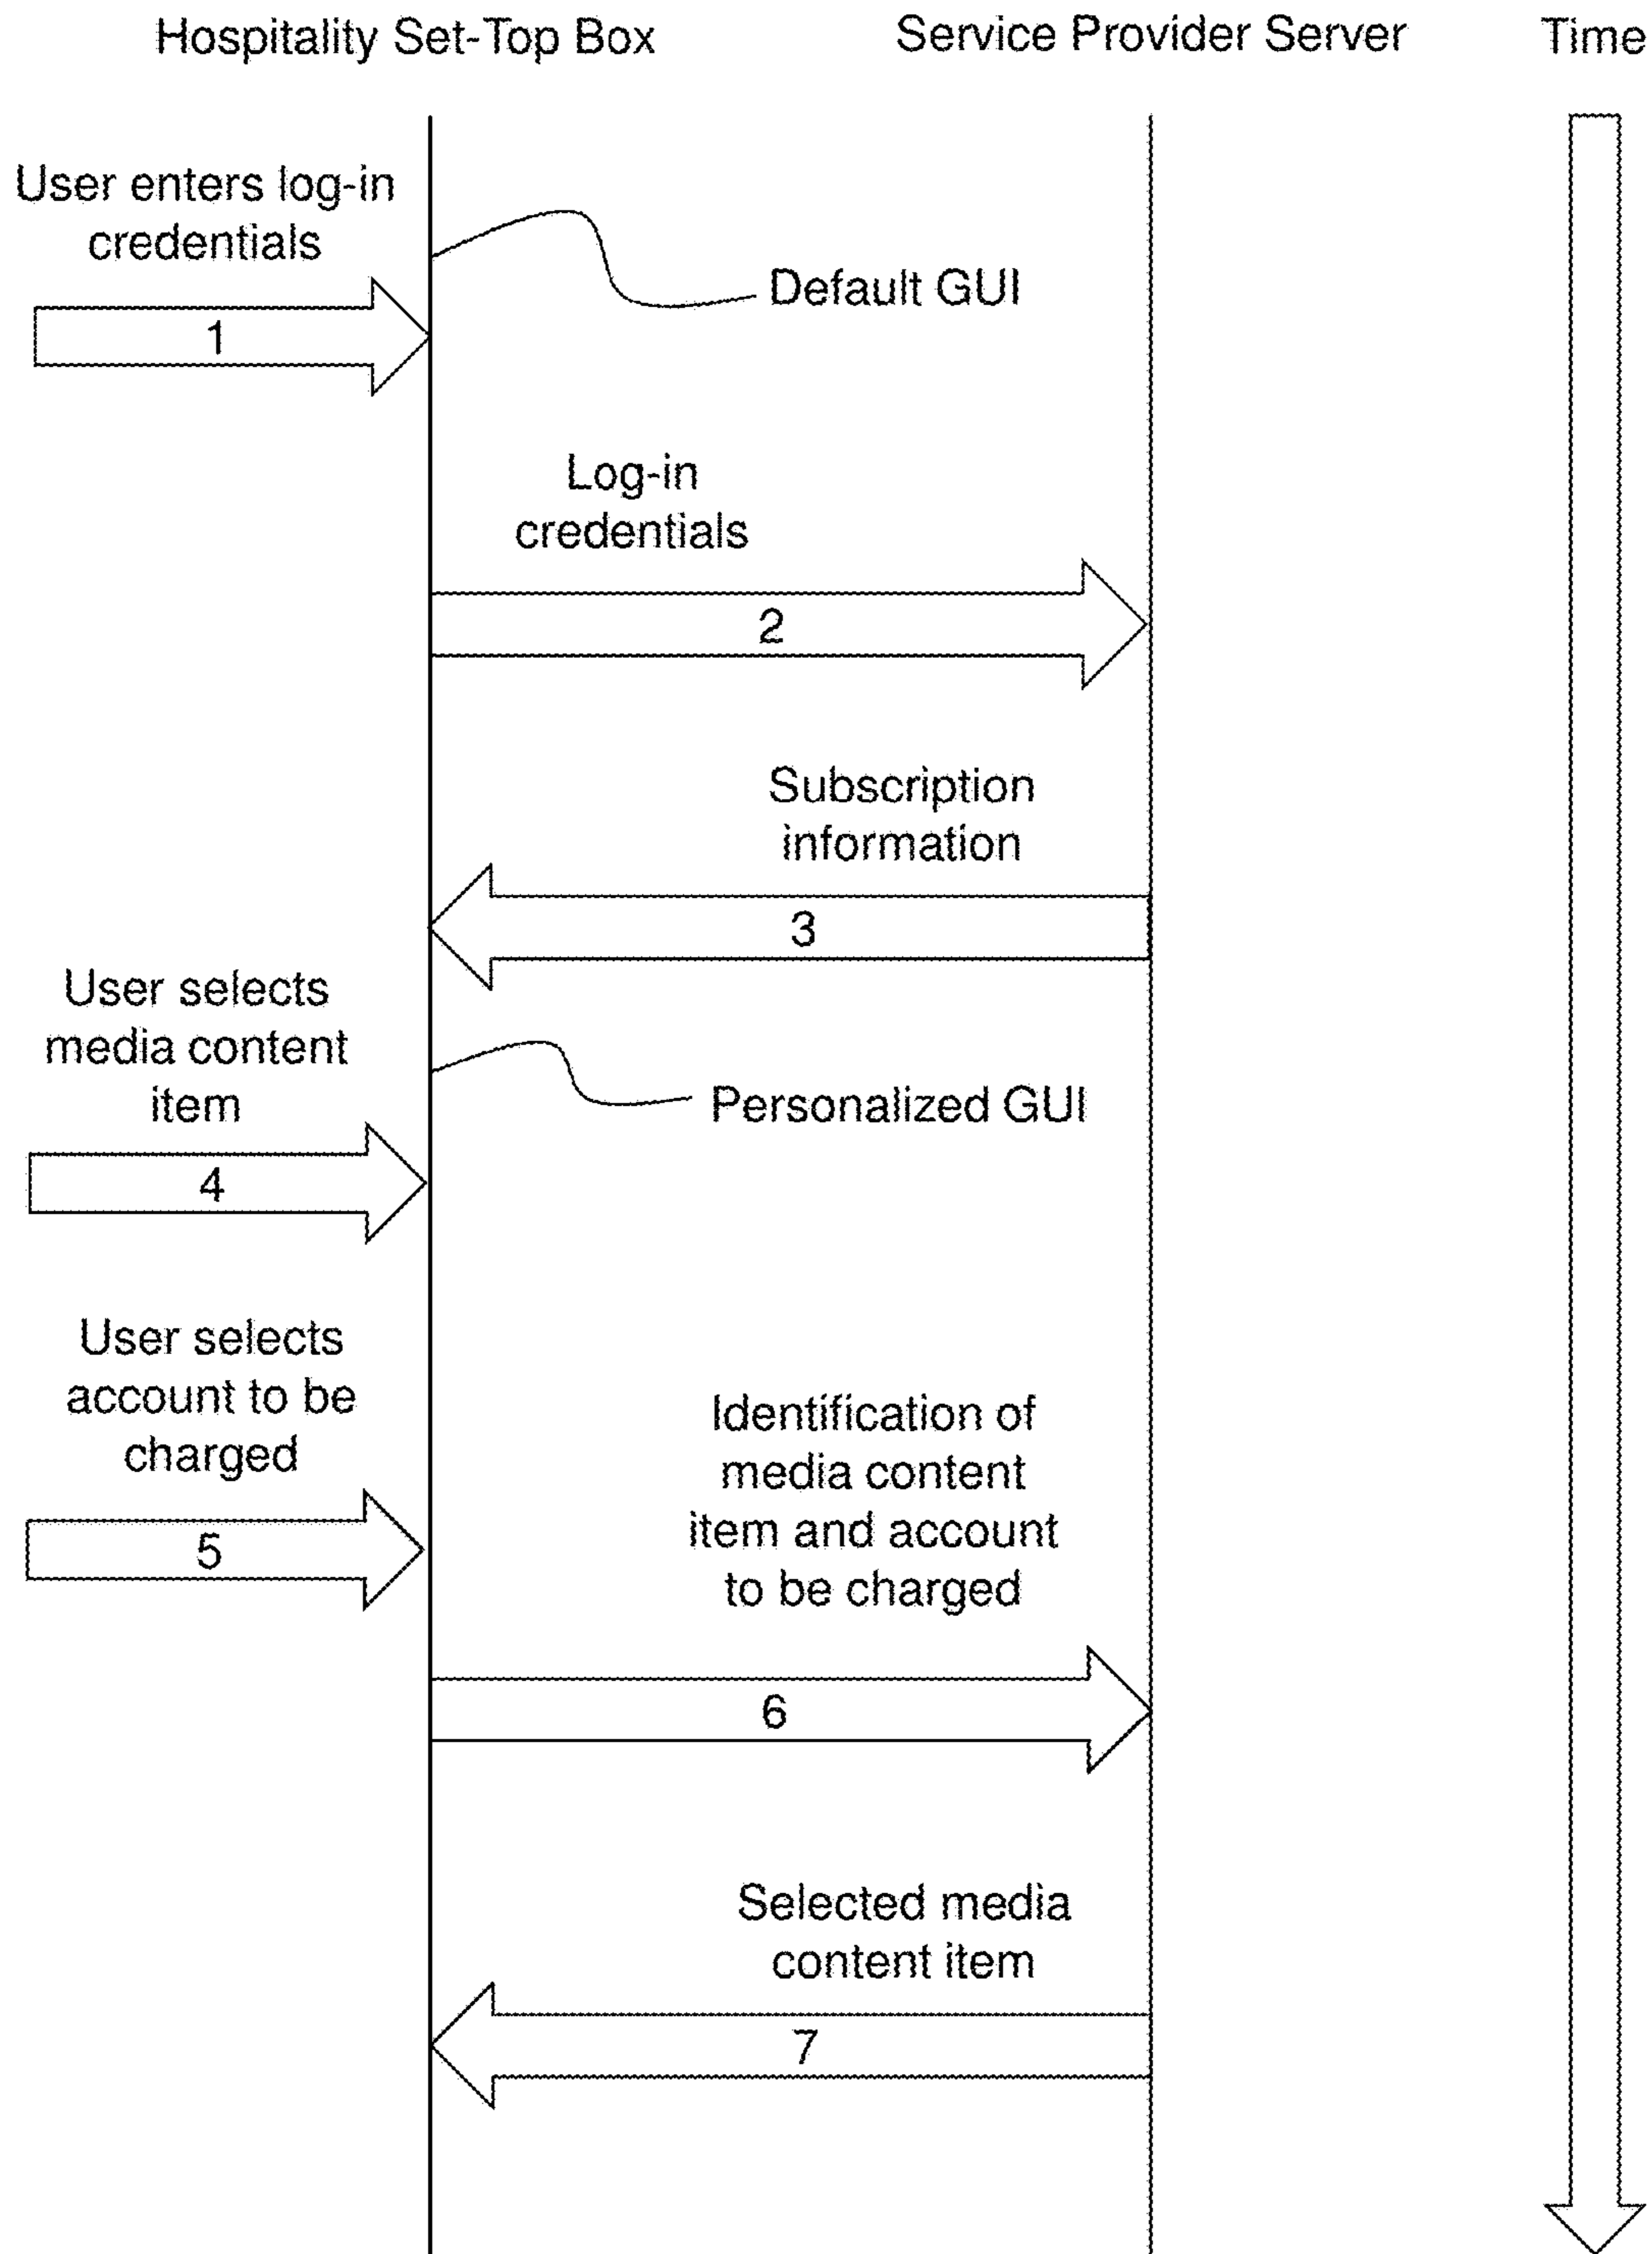 Hospitality Set-Top Box
Service Provider Server
Time
User enters log-in
credentials
Default GUI
1
Log-in
credentials
2
Subscription
information
3
User selects
media content
item
Personalized GUI
4
User selects
account to be
charged
5
Identification of
media content
item and account
to be charged
6
Selected media
content item
7